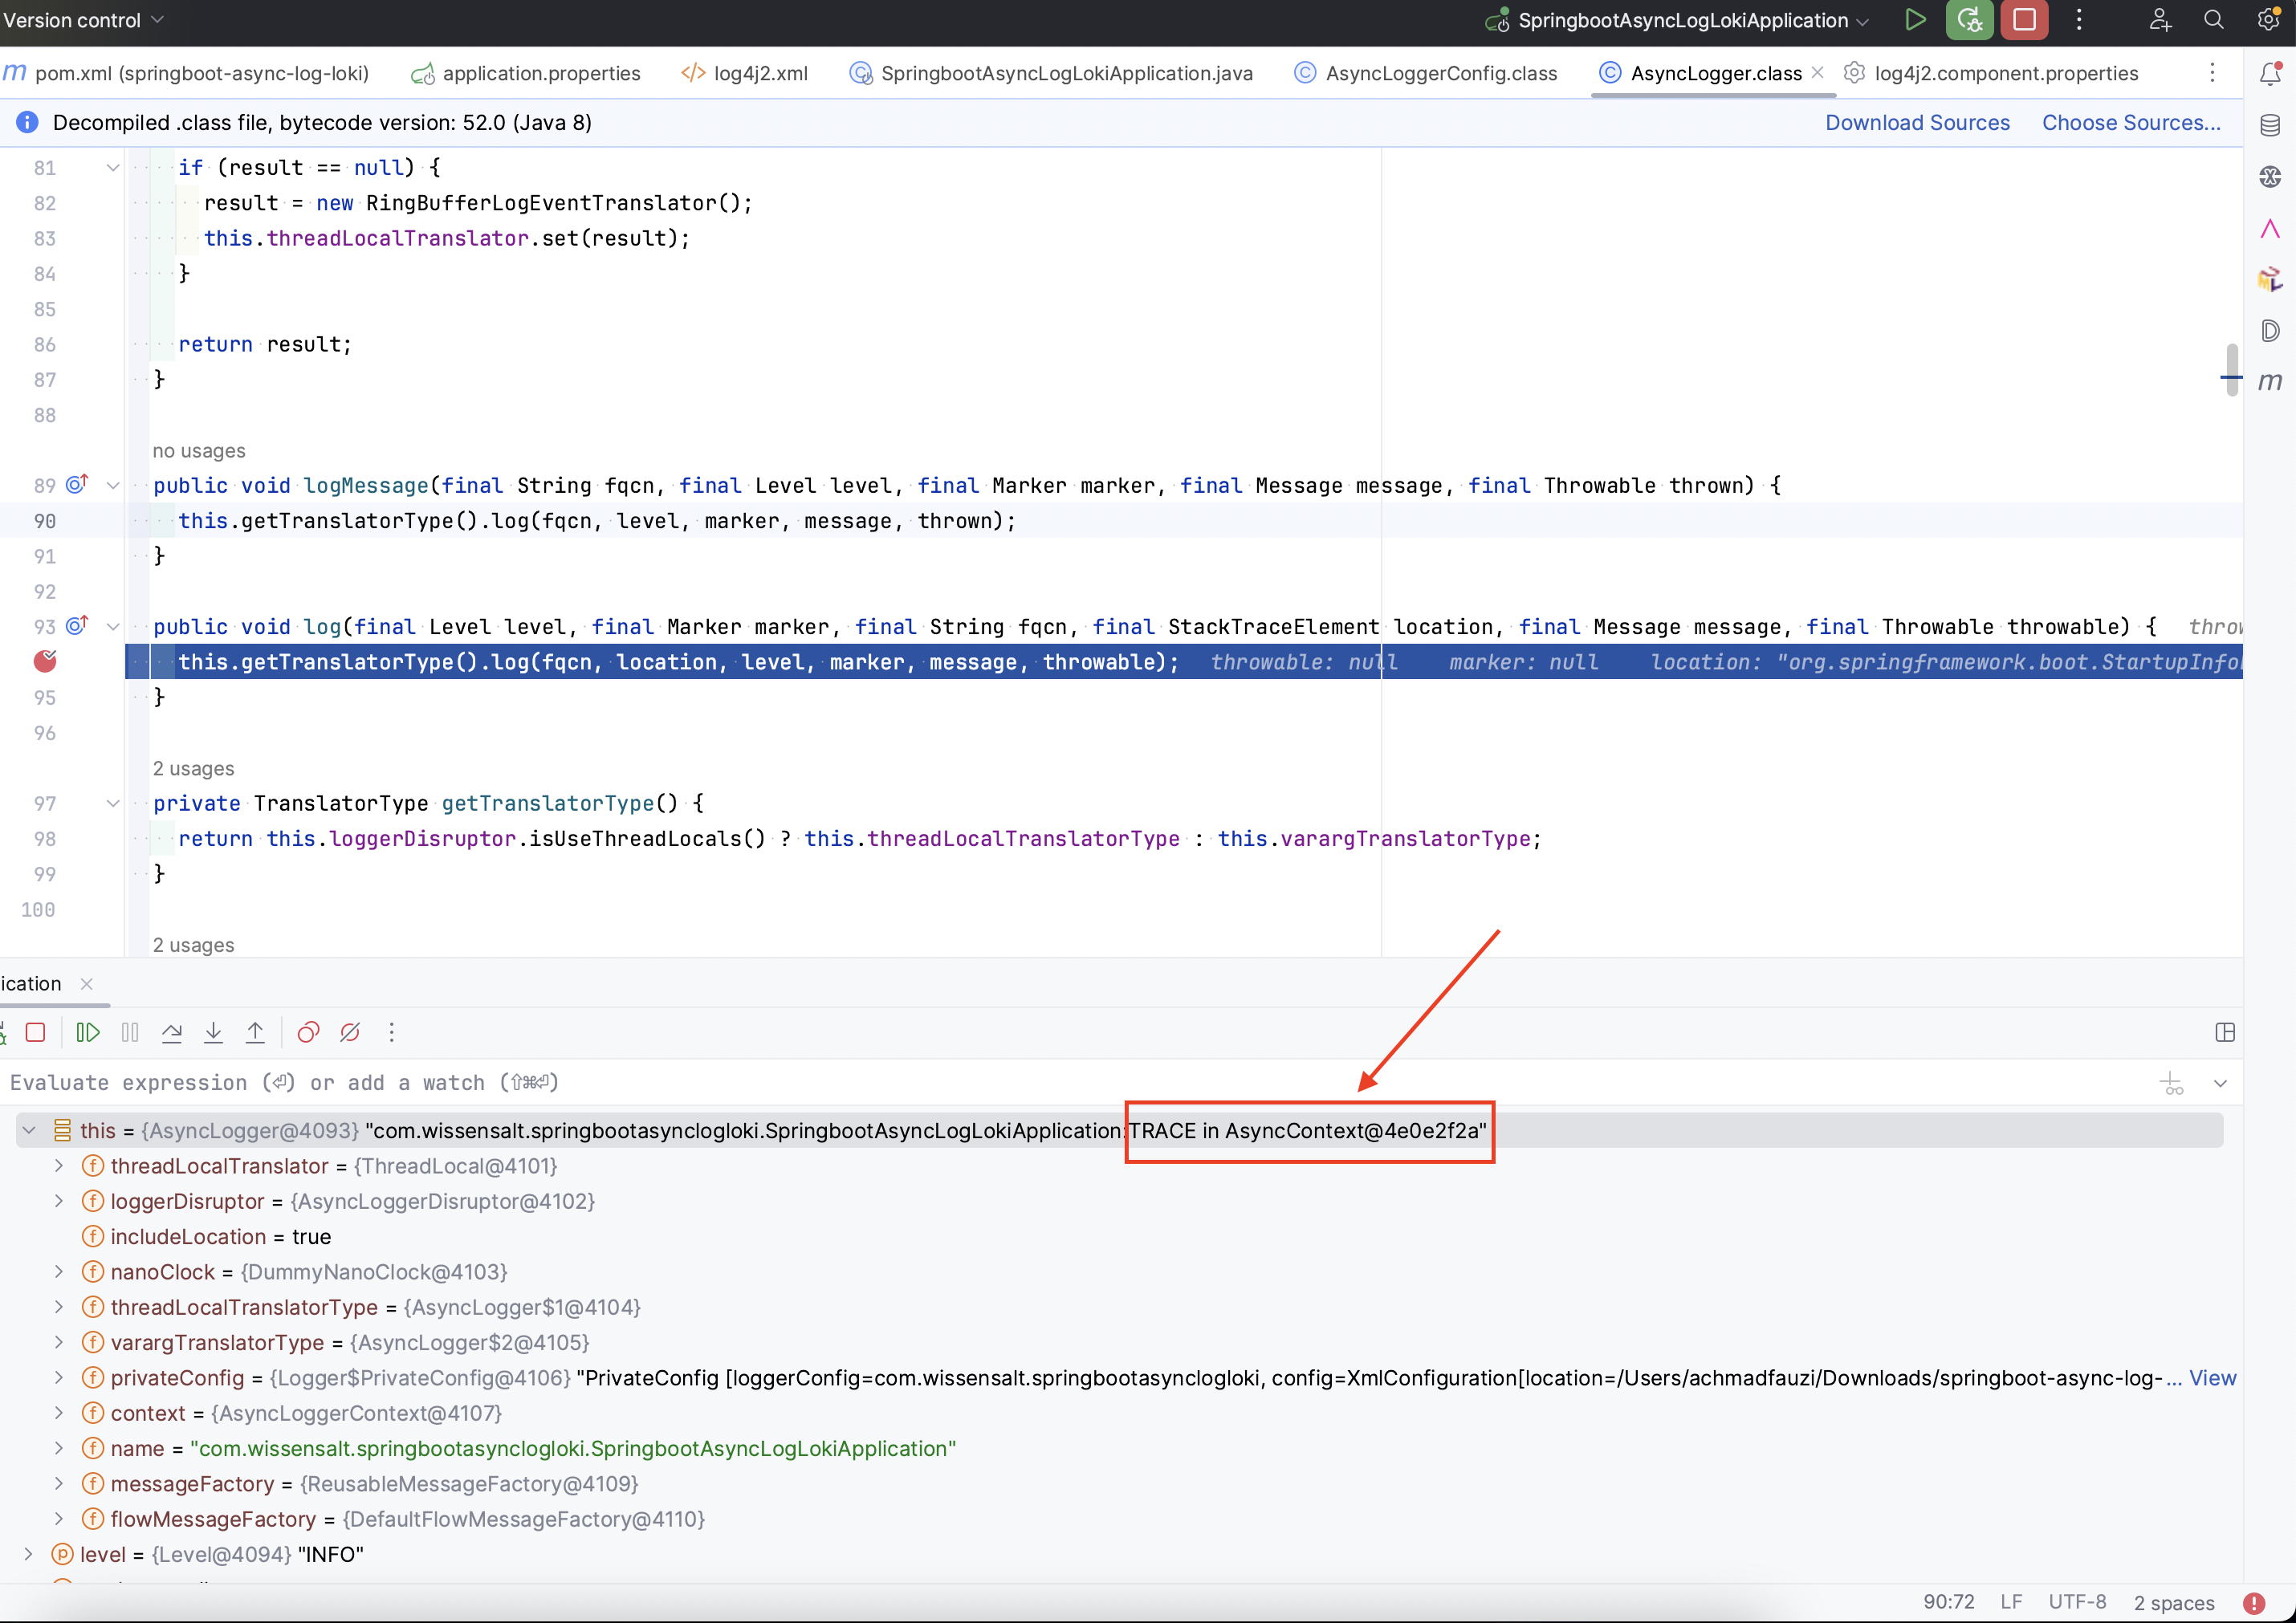 Version control
SpringbootAsyncLogLokiApplication
m pom.xml (springboot-async-log-loki) application.properties log4j2.xml SpringbootAsyncLogLokiApplication.java AsyncLoggerConfig.class AsyncLogger.class log4j2.component.properties
Decompiled .class file, bytecode version: 52.0 (Java 8) Download Sources Choose Sources...
81 if (result == null) {
82 result = new RingBufferLogEventTranslator();
83 this.threadLocalTranslator.set(result);
84 }
85
86 return result;
87 }
88
no usages
89 public void logMessage(final String fqcn, final Level level, final Marker marker, final Message message, final Throwable thrown) {
90 this.getTranslatorType().log(fqcn, level, marker, message, thrown);
91 }
92
93 public void log(final Level level, final Marker marker, final String fqcn, final StackTraceElement location, final Message message, final Throwable throwable) {
this.getTranslatorType().log(fqcn, location, level, marker, message, throwable); throwable: null marker: null location: "org.springframework.boot.StartupInfo
95 }
96
2 usages
97 private TranslatorType getTranslatorType() {
98 return this.loggerDisruptor.isUseThreadLocals() ? this.threadLocalTranslatorType : this.varargTranslatorType;
99 }
100
2 usages
ication
Evaluate expression (⏎) or add a watch (⇧⌘⏎)
this = {AsyncLogger@4093} "com.wissensalt.springbootasynclogloki.SpringbootAsyncLogLokiApplication:TRACE in AsyncContext@4e0e2f2a"
threadLocalTranslator = {ThreadLocal@4101}
loggerDisruptor = {AsyncLoggerDisruptor@4102}
includeLocation = true
nanoClock = {DummyNanoClock@4103}
threadLocalTranslatorType = {AsyncLogger$1@4104}
varargTranslatorType = {AsyncLogger$2@4105}
privateConfig = {Logger$PrivateConfig@4106} "PrivateConfig [loggerConfig=com.wissensalt.springbootasynclogloki, config=XmlConfiguration[location=/Users/achmadfauzi/Downloads/springboot-async-log-... View
context = {AsyncLoggerContext@4107}
name = "com.wissensalt.springbootasynclogloki.SpringbootAsyncLogLokiApplication"
messageFactory = {ReusableMessageFactory@4109}
flowMessageFactory = {DefaultFlowMessageFactory@4110}
level = {Level@4094} "INFO"
90:72 LF UTF-8 2 spaces